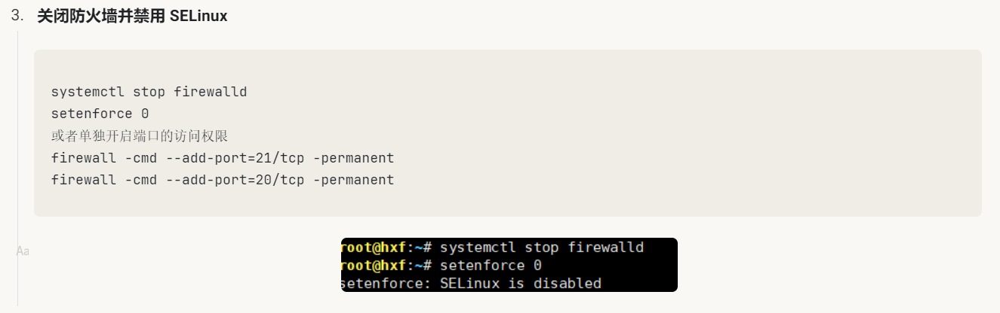 3. 关闭防火墙并禁用 SELinux
systemctl stop firewalld
setenforce 0
或者单独开启端口的访问权限
firewall -cmd --add-port=21/tcp -permanent
firewall -cmd --add-port=20/tcp -permanent
Aa
root@hxf:~# systemctl stop firewalld
root@hxf:~# setenforce 0
setenforce: SELinux is disabled